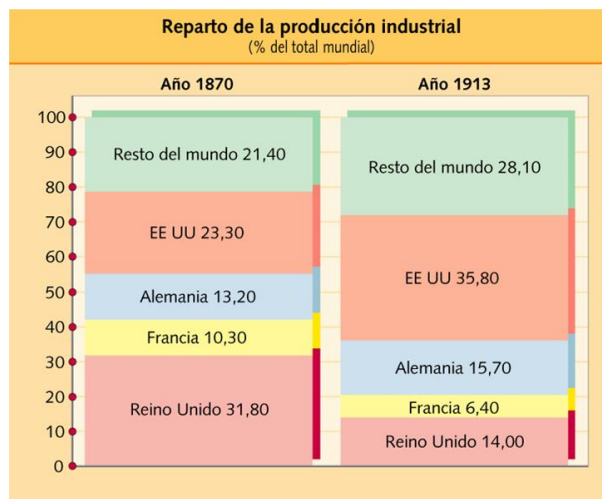 Reparto de la producción industrial
(% del total mundial)
Año 1870
Año 1913
100
90
80
70
60
50
40
30
20
10
0
Resto del mundo 21,40
EE UU 23,30
Alemania 13,20
Francia 10,30
Reino Unido 31,80
Resto del mundo 28,10
EE UU 35,80
Alemania 15,70
Francia 6,40
Reino Unido 14,00